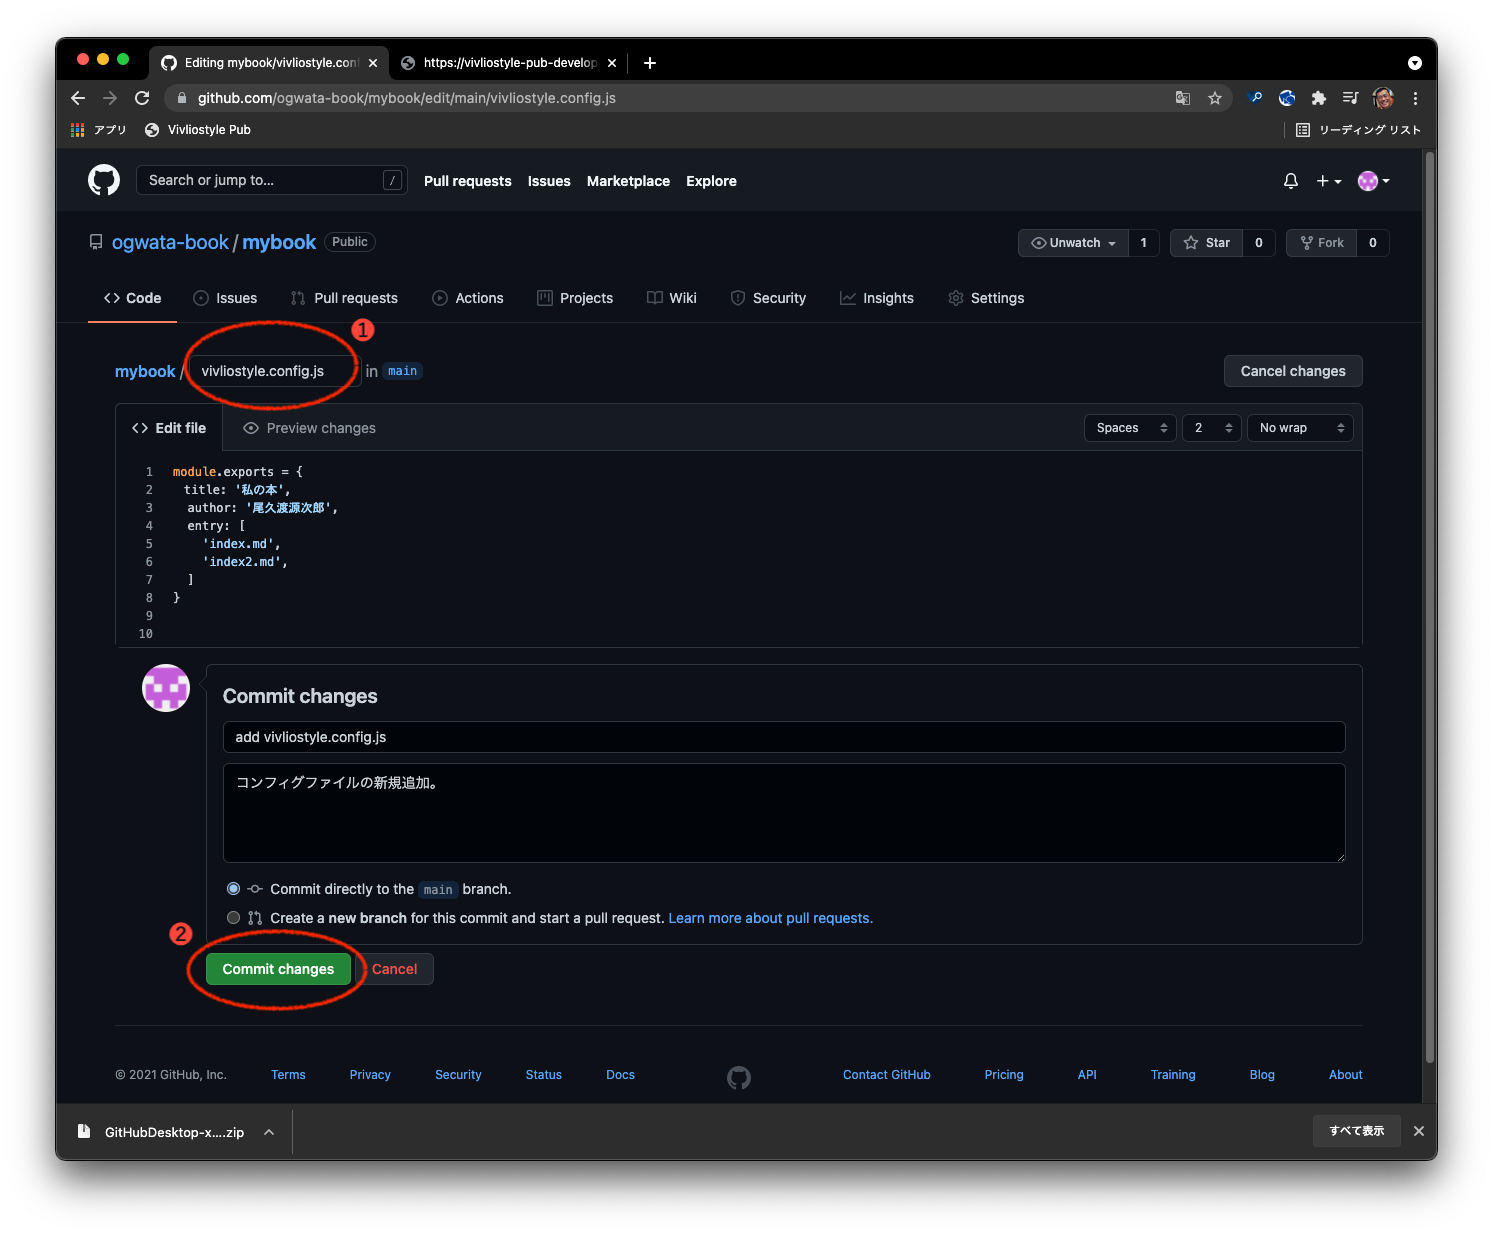 Editing mybook/vivliostyle.con
https://vivliostyle-pub-develop
github.com/ogwata-book/mybook/edit/main/vivliostyle.config.js
アプリ
Vivliostyle Pub
リーディング リスト
Search or jump to...
/
Pull requests
Issues
Marketplace
Explore
ogwata-book / mybook
Public
Unwatch
1
Star
0
Fork
0
Code
Issues
Pull requests
Actions
Projects
Wiki
Security
Insights
Settings
1
mybook / vivliostyle.config.js in main
Cancel changes
Edit file
Preview changes
Spaces
2
No wrap
1 module.exports = {
2 title: '私の本',
3 author: '尾久渡源次郎',
4 entry: [
5 'index.md',
6 'index2.md',
7 ]
8 }
9
10
Commit changes
add vivliostyle.config.js
コンフィグファイルの新規追加。
Commit directly to the main branch.
Create a new branch for this commit and start a pull request. Learn more about pull requests.
2
Commit changes
Cancel
© 2021 GitHub, Inc.
Terms
Privacy
Security
Status
Docs
Contact GitHub
Pricing
API
Training
Blog
About
GitHubDesktop-x....zip
すべて表示